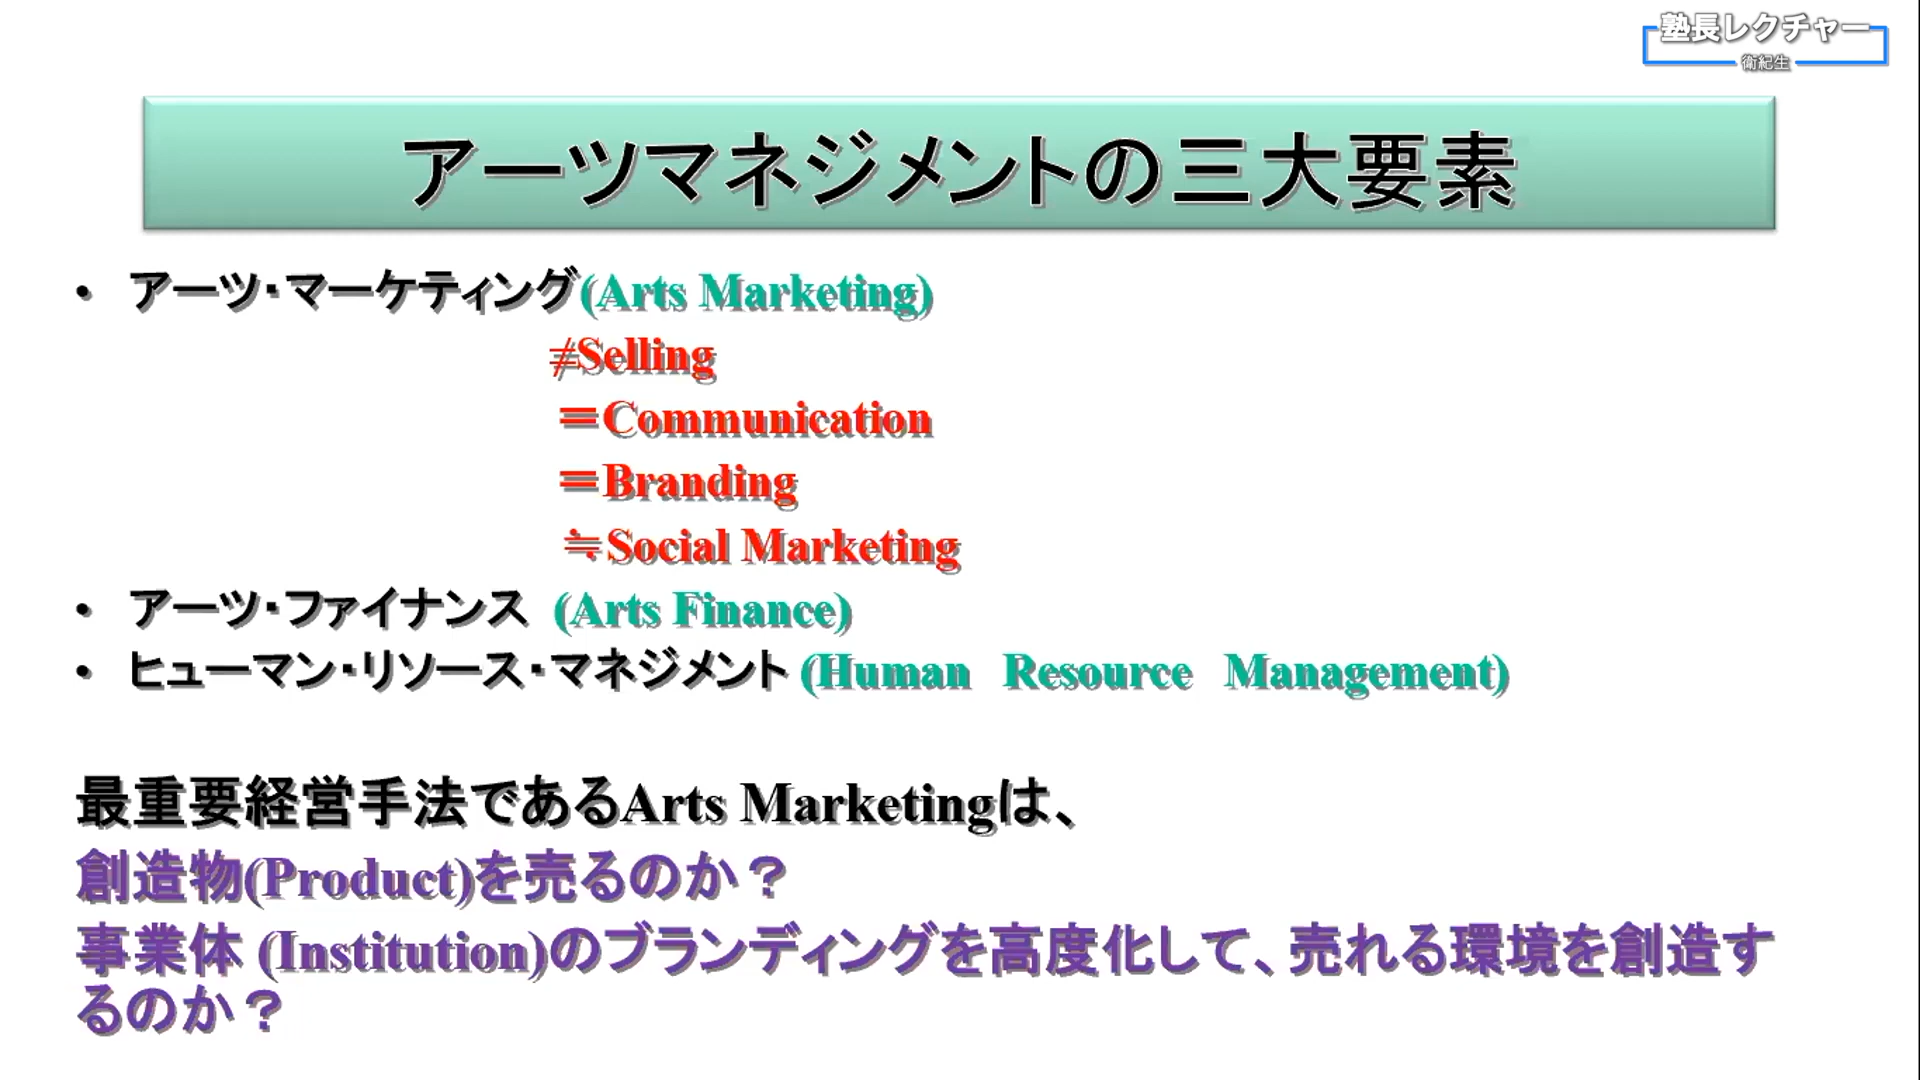 塾長レクチャー
衛紀生
アーツマネジメントの三大要素
• アーツ・マーケティング(Arts Marketing)
≠Selling
＝Communication
＝Branding
≒Social Marketing
• アーツ・ファイナンス (Arts Finance)
• ヒューマン・リソース・マネジメント (Human Resource Management)
最重要経営手法であるArts Marketingは、
創造物(Product)を売るのか？
事業体 (Institution)のブランディングを高度化して、売れる環境を創造す
るのか？